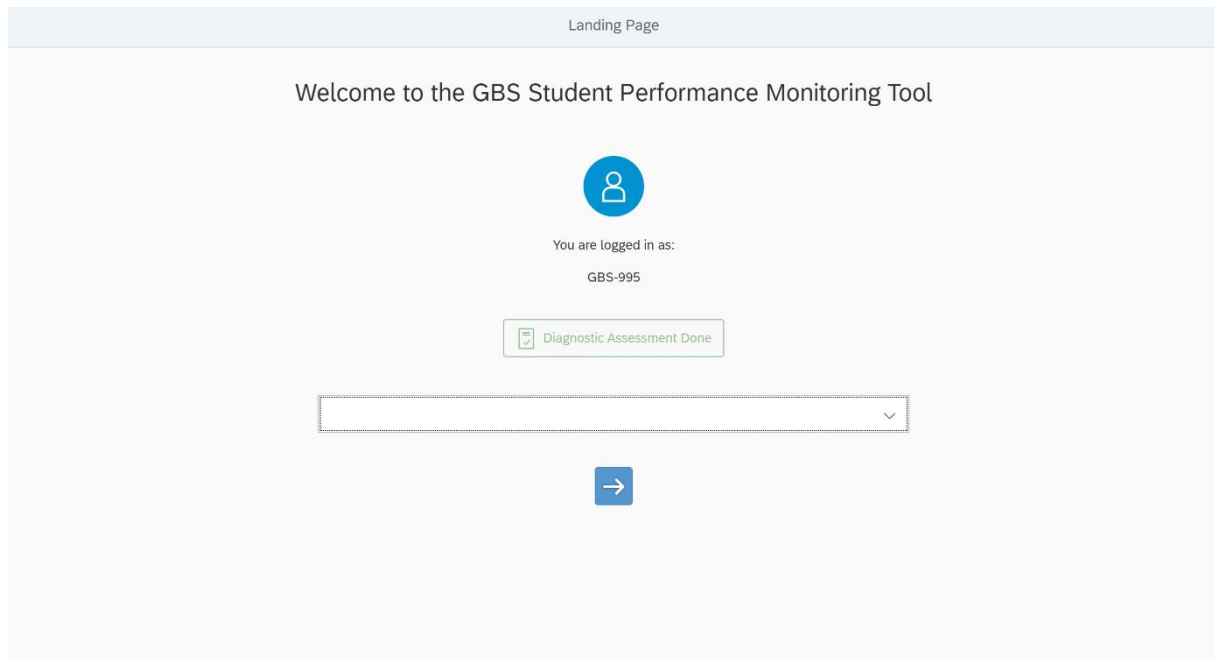 Landing Page
Welcome to the GBS Student Performance Monitoring Tool
You are logged in as:
GBS-995
Diagnostic Assessment Done